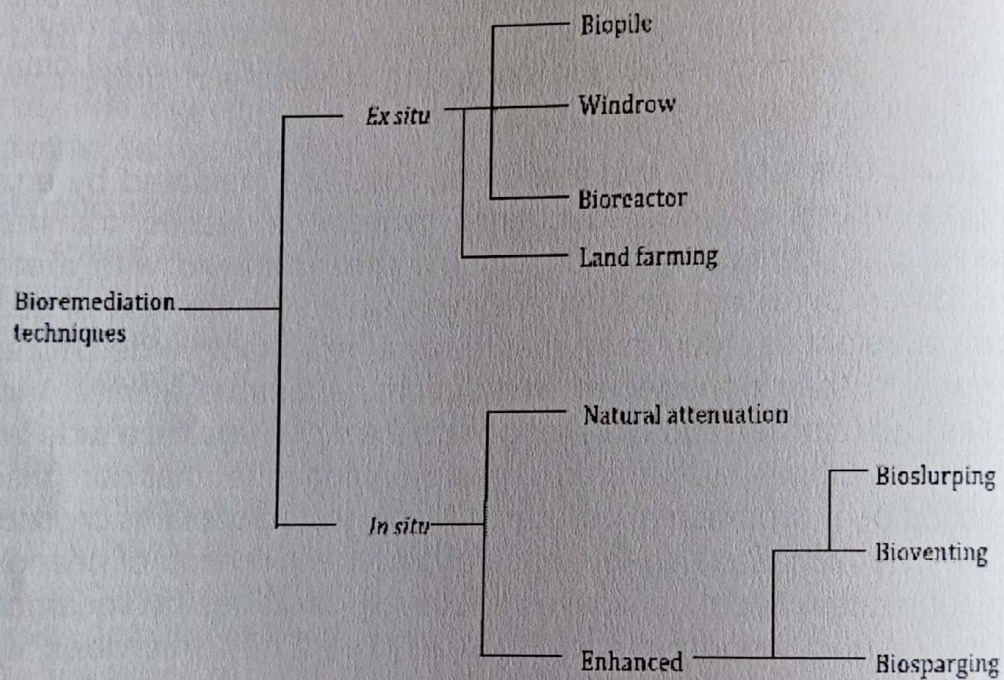 Biopile
Ex situ
Windrow
Bioreactor
Land farming
Bioremediation
techniques
Natural attenuation
Bioslurping
In situ
Bioventing
Enhanced
Biosparging